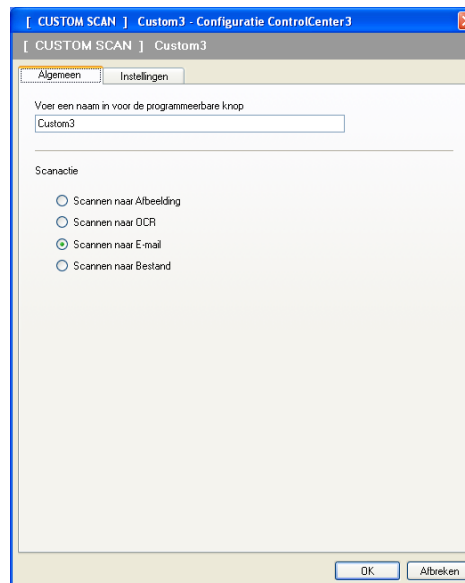 [ CUSTOM SCAN ] Custom3 - Configuratie ControlCenter3
[ CUSTOM SCAN ] Custom3
Algemeen Instellingen
Voer een naam in voor de programmeerbare knop
Custom3
Scanactie
Scannen naar Afbeelding
Scannen naar OCR
Scannen naar E-mail
Scannen naar Bestand
OK Afbreken